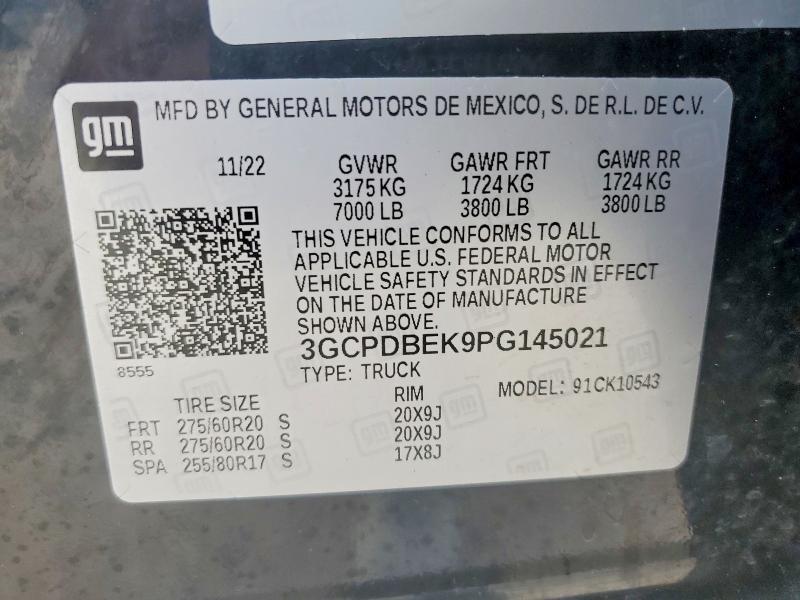 gm
MFD BY GENERAL MOTORS DE MEXICO, S. DE R.L. DE C.V.
11/22 GVWR GAWR FRT GAWR RR
3175 KG 1724 KG 1724 KG
7000 LB 3800 LB 3800 LB
THIS VEHICLE CONFORMS TO ALL
APPLICABLE U.S. FEDERAL MOTOR
VEHICLE SAFETY STANDARDS IN EFFECT
ON THE DATE OF MANUFACTURE
SHOWN ABOVE.
3GCPDBEK9PG145021
8555
TYPE: TRUCK
MODEL: 91CK10543
TIRE SIZE RIM
FRT 275/60R20 S 20X9J
RR 275/60R20 S 20X9J
SPA 255/80R17 S 17X8J